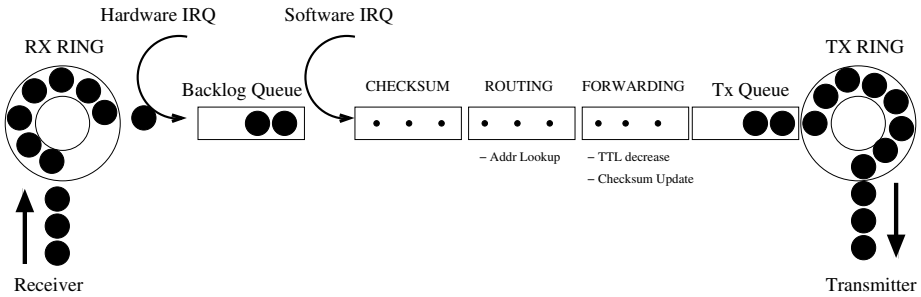 Hardware IRQ
Software IRQ
RX RING
TX RING
Backlog Queue
CHECKSUM
ROUTING
FORWARDING
Tx Queue
– Addr Lookup
– TTL decrease
– Checksum Update
Receiver
Transmitter